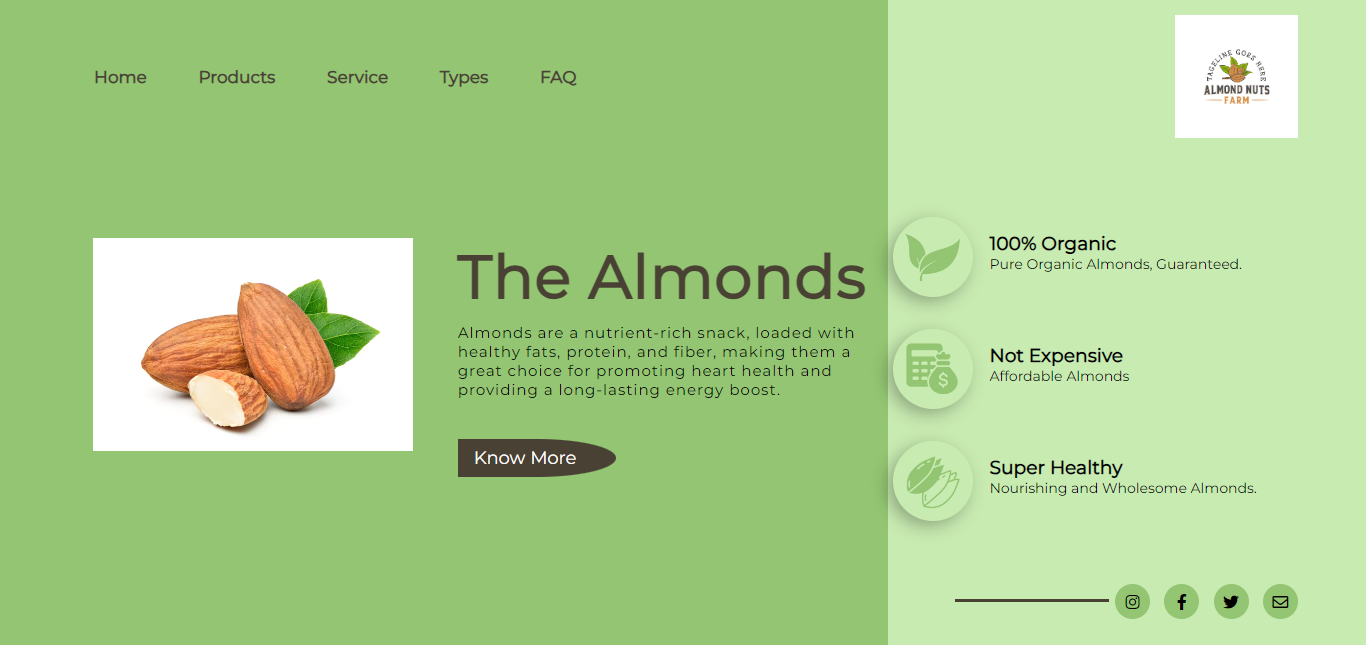 Home Products Service Types FAQ
TAGELINE GOES HERE
ALMOND NUTS
FARM
The Almonds
Almonds are a nutrient-rich snack, loaded with
healthy fats, protein, and fiber, making them a
great choice for promoting heart health and
providing a long-lasting energy boost.
Know More
100% Organic
Pure Organic Almonds, Guaranteed.
Not Expensive
Affordable Almonds
$
Super Healthy
Nourishing and Wholesome Almonds.